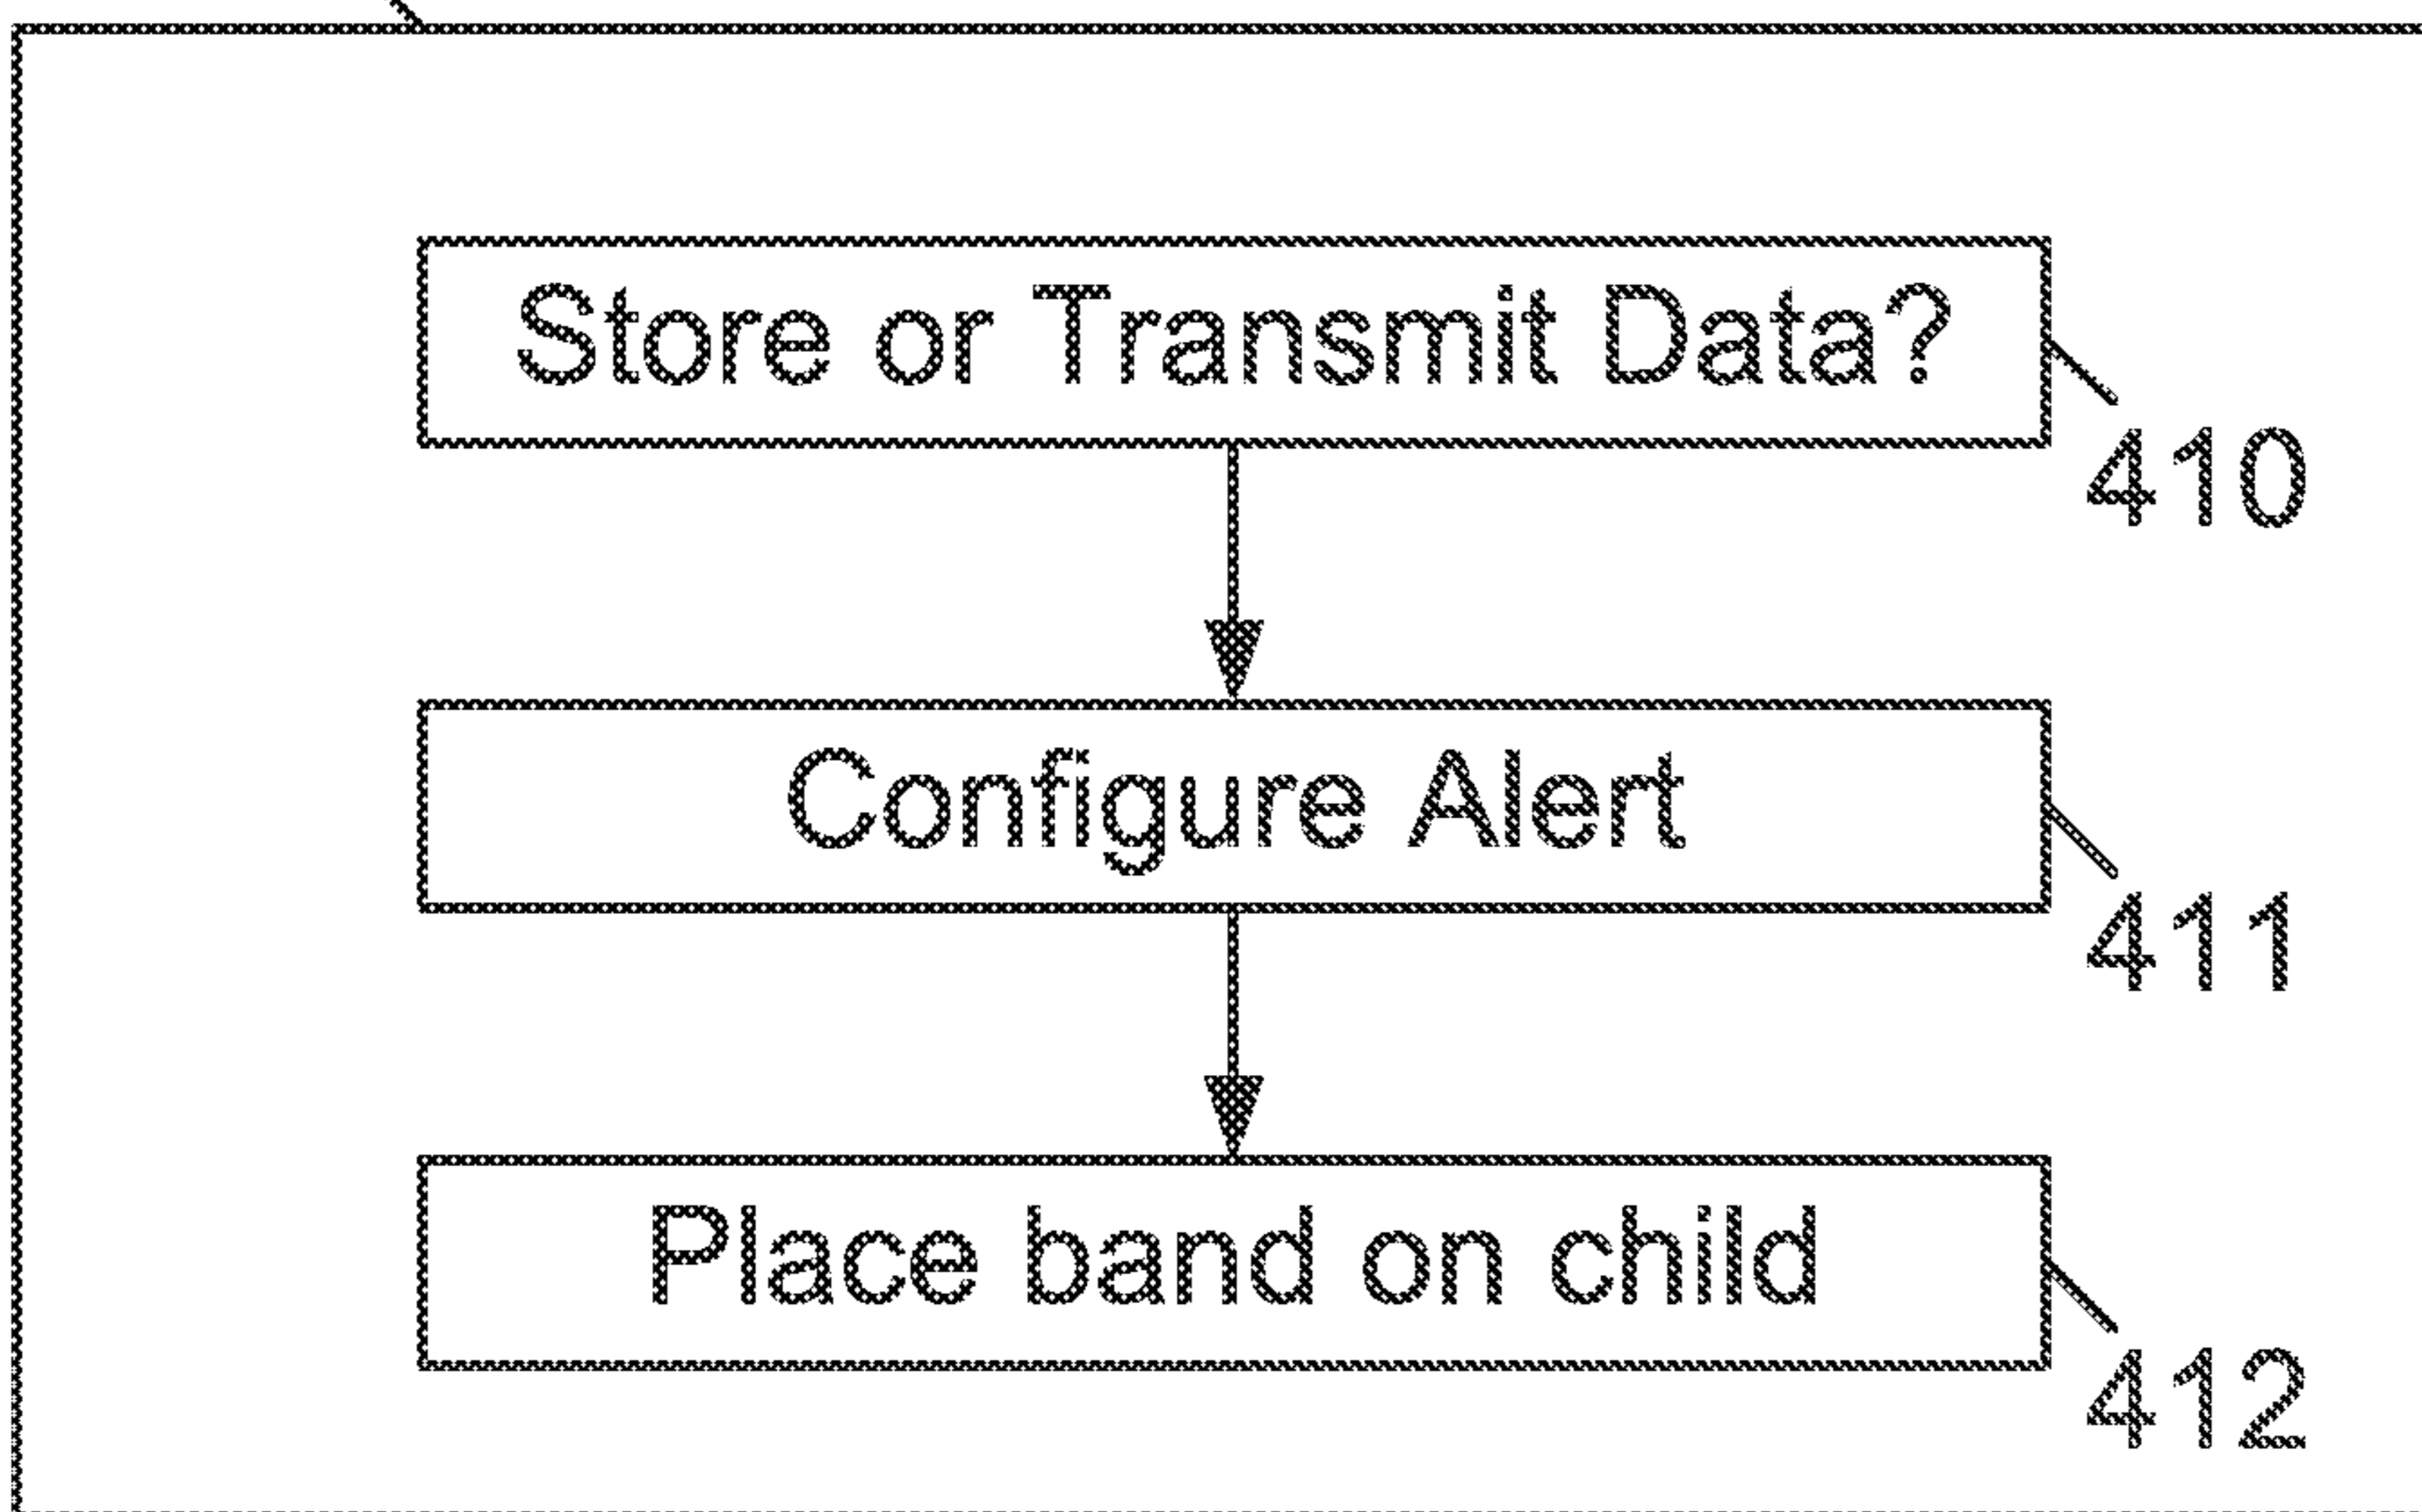 Store or Transmit Data?
410
Configure Alert
411
Place band on child
412